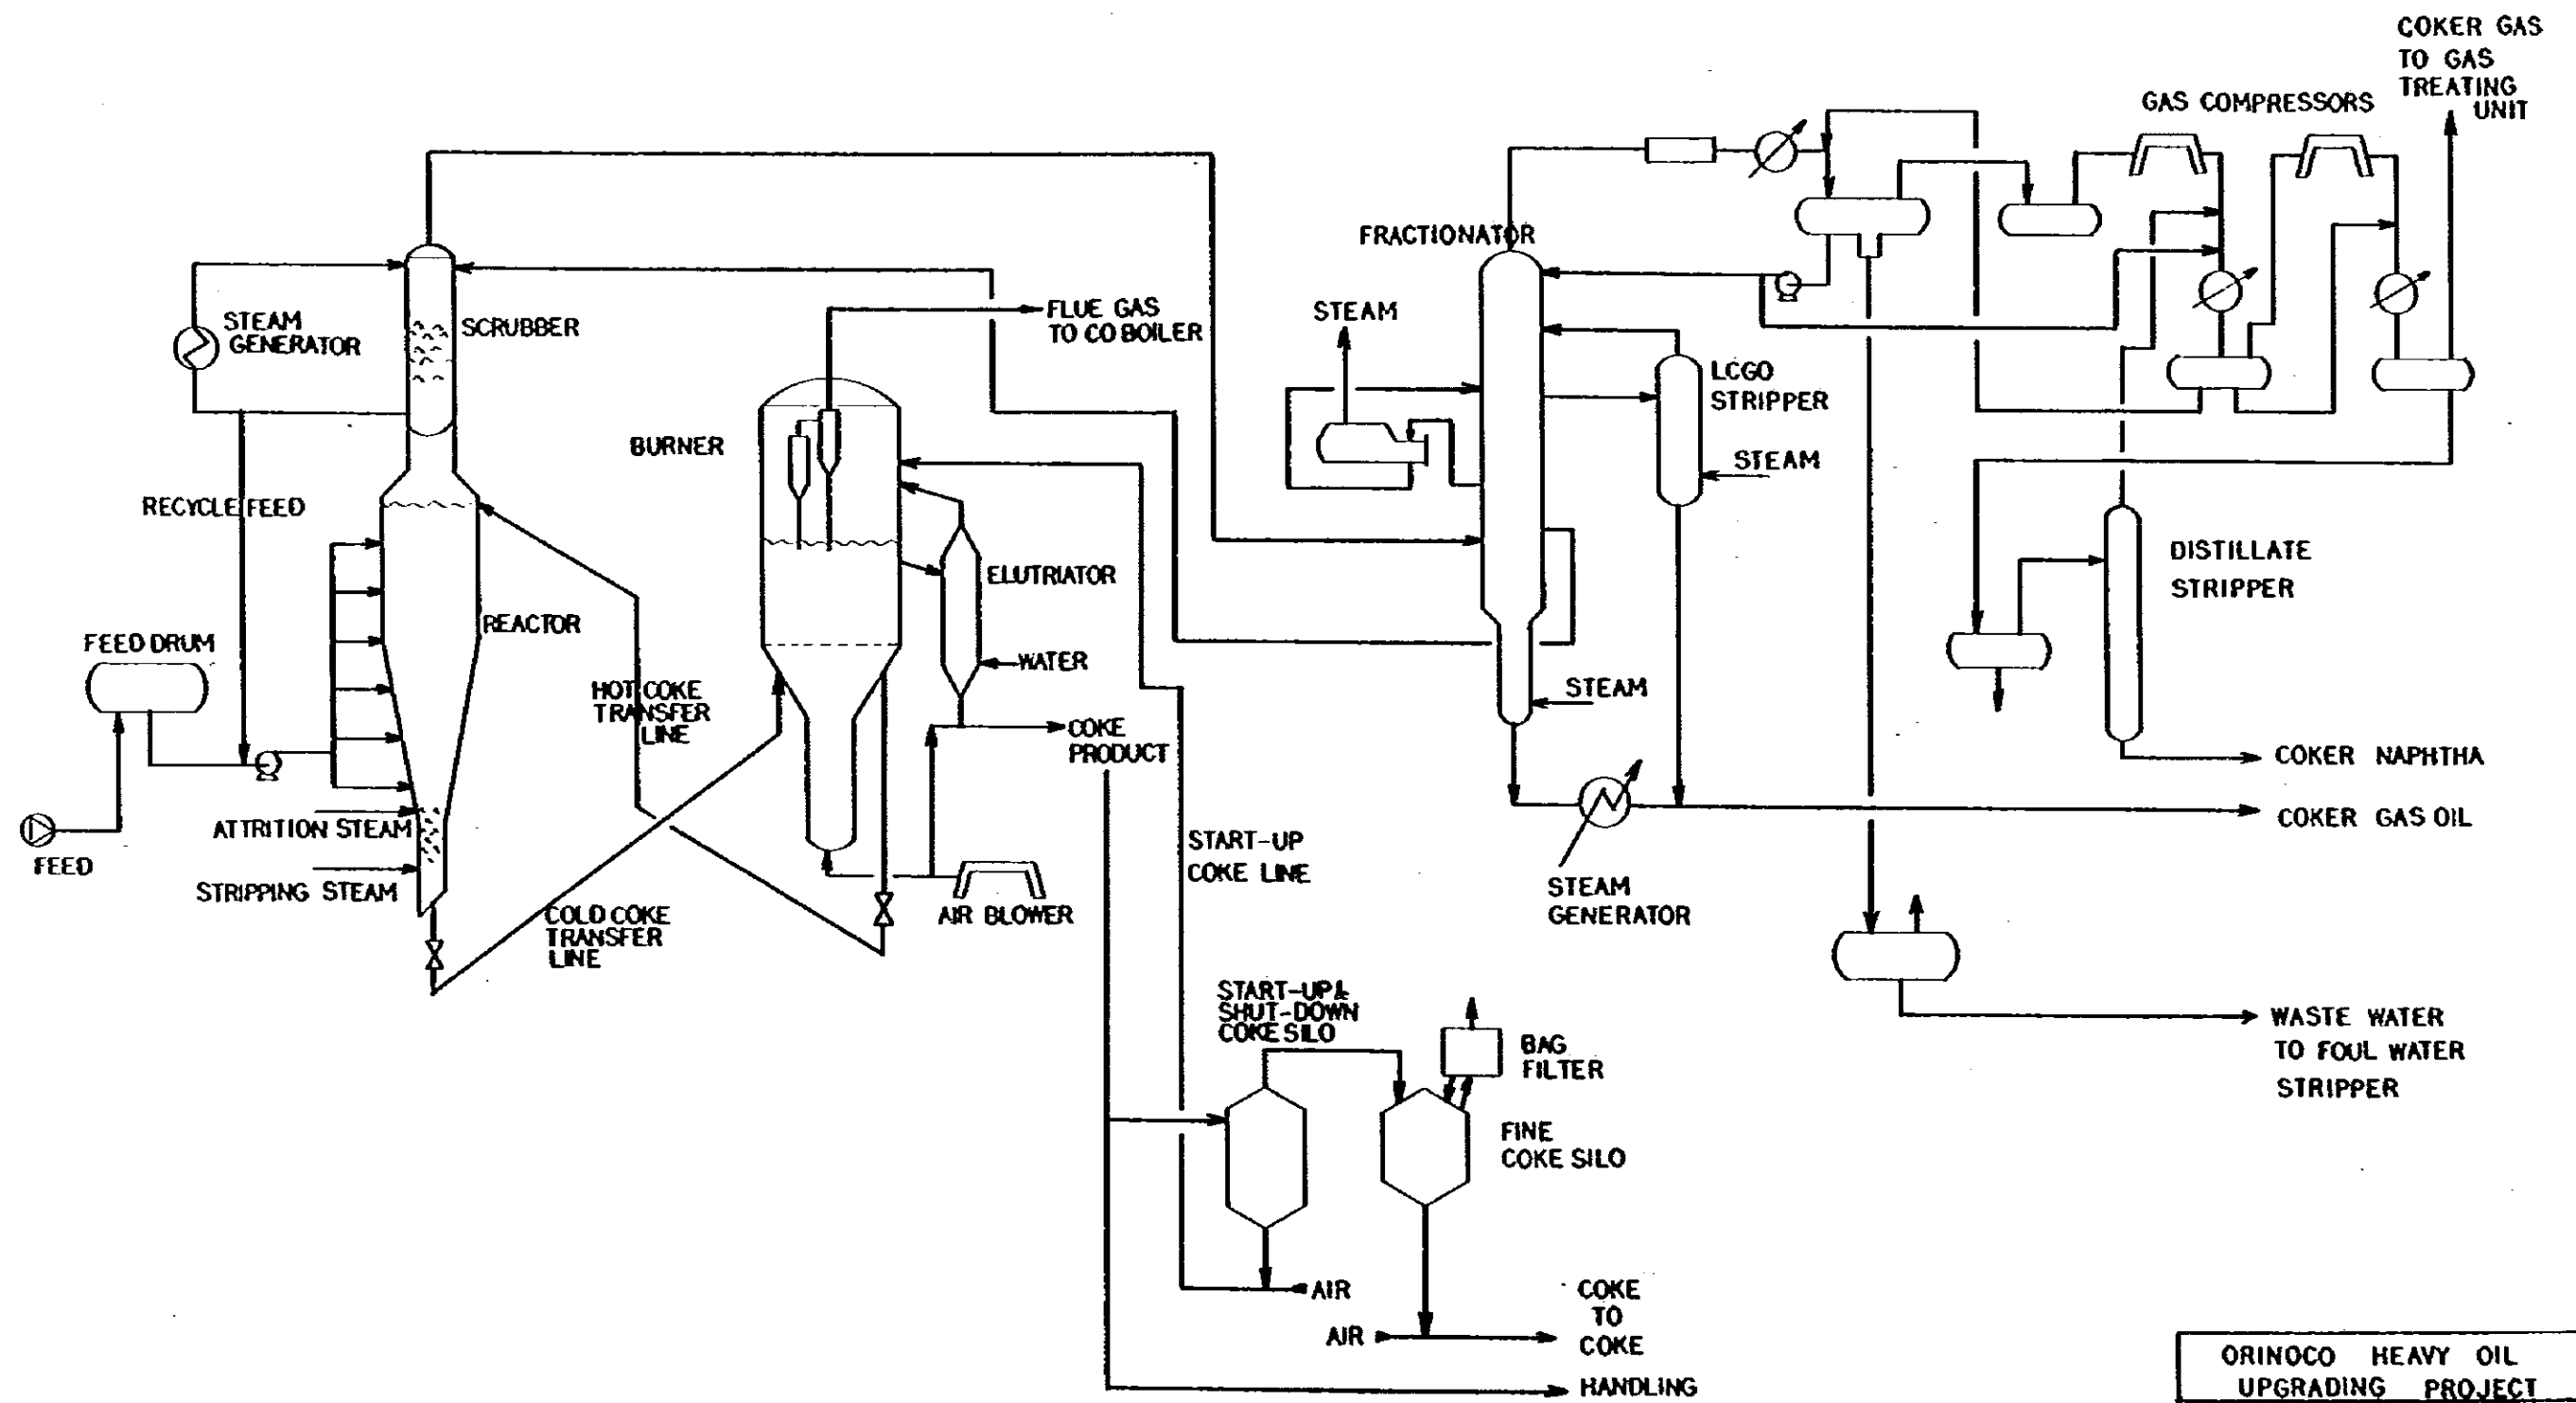 COKER GAS
TO GAS
TREATING
UNIT
GAS COMPRESSORS
FRACTIONATOR
STEAM
GENERATOR
SCRUBBER
FLUE GAS
TO CO BOILER
STEAM
LCGO
STRIPPER
BURNER
STEAM
RECYCLE FEED
ELUTRIATOR
DISTILLATE
STRIPPER
REACTOR
FEED DRUM
WATER
HOT COKE
TRANSFER
LINE
STEAM
COKE
PRODUCT
COKER NAPHTHA
COKER GAS OIL
ATTRITION STEAM
FEED
STRIPPING STEAM
START-UP
COKE LINE
STEAM
GENERATOR
AIR BLOWER
COLD COKE
TRANSFER
LINE
START-UP &
SHUT-DOWN
COKE SILO
BAG
FILTER
WASTE WATER
TO FOUL WATER
STRIPPER
FINE
COKE SILO
AIR
AIR
COKE
TO
COKE
HANDLING
ORINOCO HEAVY OIL
UPGRADING PROJECT